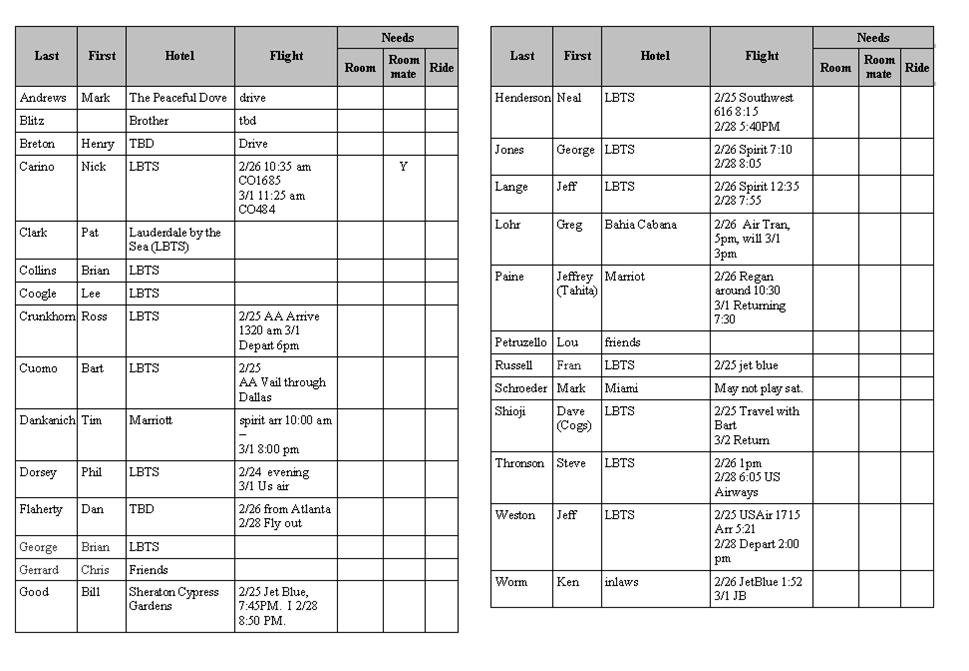 Needs
Last First Hotel Flight Room Room mate Ride
Andrews Mark The Peaceful Dove drive
Blitz Brother tbd
Breton Henry TBD Drive
Carino Nick LBTS 2/26 10:35 am Y
CO1685
3/1 11:25 am
CO484
Clark Pat Lauderdale by the
Sea (LBTS)
Collins Brian LBTS
Coogle Lee LBTS
Crunkhorn Ross LBTS 2/25 AA Arrive
1320 am 3/1
Depart 6pm
Cuomo Bart LBTS 2/25
AA Vail through
Dallas
Dankanich Tim Marriott spirit arr 10:00 am
–
3/1 8:00 pm
Dorsey Phil LBTS 2/24 evening
3/1 Us air
Flaherty Dan TBD 2/26 from Atlanta
2/28 Fly out
George Brian LBTS
Gerrard Chris Friends
Good Bill Sheraton Cypress 2/25 Jet Blue,
Gardens 7:45PM. I 2/28
8:50 PM.
Needs
Last First Hotel Flight Room Room mate Ride
Henderson Neal LBTS 2/25 Southwest
616 8:15
2/28 5:40PM
Jones George LBTS 2/26 Spirit 7:10
2/28 8:05
Lange Jeff LBTS 2/26 Spirit 12:35
2/28 7:55
Lohr Greg Bahia Cabana 2/26 Air Tran,
5pm, will 3/1
3pm
Paine Jeffrey Marriot 2/26 Regan
(Tahita) around 10:30
3/1 Returning
7:30
Petruzello Lou friends
Russell Fran LBTS 2/25 jet blue
Schroeder Mark Miami May not play sat.
Shioji Dave LBTS 2/25 Travel with
(Cogs) Bart
3/2 Return
Thronson Steve LBTS 2/26 1pm
2/28 6:05 US
Airways
Weston Jeff LBTS 2/25 USAir 1715
Arr 5:21
2/28 Depart 2:00
pm
Worm Ken inlaws 2/26 JetBlue 1:52
3/1 JB